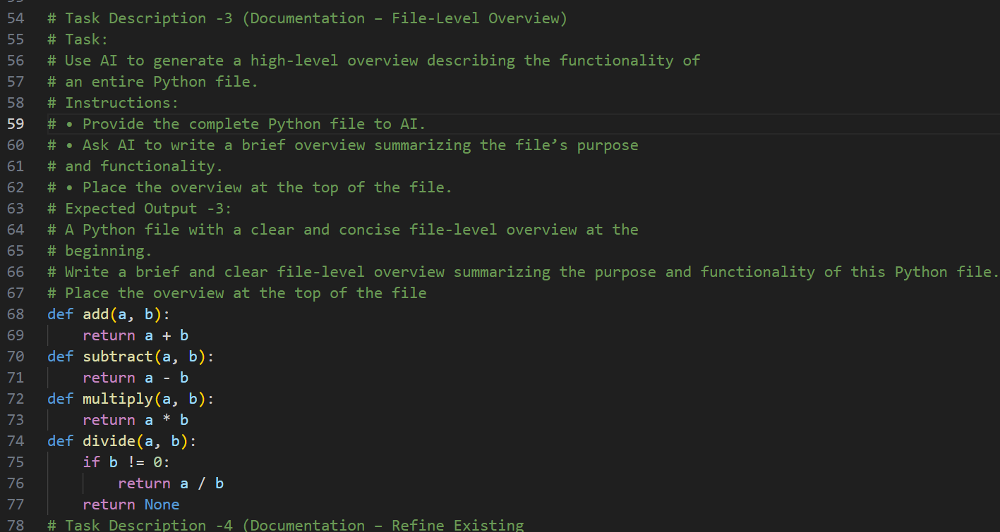 54 # Task Description -3 (Documentation – File-Level Overview)
55 # Task:
56 # Use AI to generate a high-level overview describing the functionality of
57 # an entire Python file.
58 # Instructions:
59 # • Provide the complete Python file to AI.
60 # • Ask AI to write a brief overview summarizing the file’s purpose
61 # and functionality.
62 # • Place the overview at the top of the file.
63 # Expected Output -3:
64 # A Python file with a clear and concise file-level overview at the
65 # beginning.
66 # Write a brief and clear file-level overview summarizing the purpose and functionality of this Python file.
67 # Place the overview at the top of the file
68 def add(a, b):
69     return a + b
70 def subtract(a, b):
71     return a - b
72 def multiply(a, b):
73     return a * b
74 def divide(a, b):
75     if b != 0:
76         return a / b
77     return None
78 # Task Description -4 (Documentation – Refine Existing